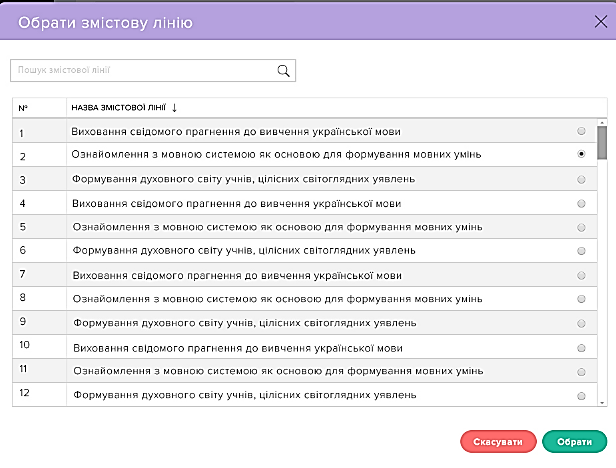 Обрати змістову лінію
Пошук змістової лінії
№ НАЗВА ЗМІСТОВОЇ ЛІНІЇ ↓
1 Виховання свідомого прагнення до вивчення української мови
2 Ознайомлення з мовною системою як основою для формування мовних умінь
3 Формування духовного світу учнів, цілісних світоглядних уявлень
4 Виховання свідомого прагнення до вивчення української мови
5 Ознайомлення з мовною системою як основою для формування мовних умінь
6 Формування духовного світу учнів, цілісних світоглядних уявлень
7 Виховання свідомого прагнення до вивчення української мови
8 Ознайомлення з мовною системою як основою для формування мовних умінь
9 Формування духовного світу учнів, цілісних світоглядних уявлень
10 Виховання свідомого прагнення до вивчення української мови
11 Ознайомлення з мовною системою як основою для формування мовних умінь
12 Формування духовного світу учнів, цілісних світоглядних уявлень
Скасувати Обрати